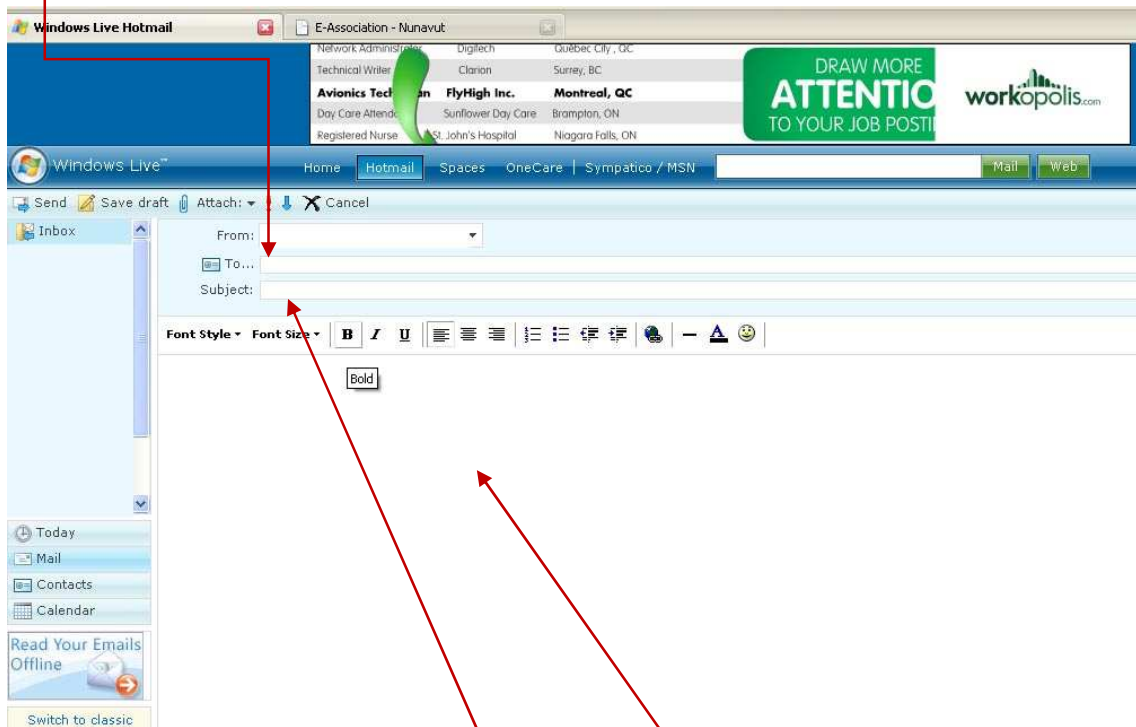 Windows Live Hotmail E-Association - Nunavut
Network Digitech Québec City , QC
Technical Writer Clarion Surrey, BC
Avionics FlyHigh Inc. Montreal, QC
Day Care Sunflower Day Care Brampton, ON
Registered Nurse St. John's Hospital Niagara Falls, ON
DRAW MORE
ATTENTIO
TO YOUR JOB POSTI
workopolis.com
Windows Live™ Home Hotmail Spaces OneCare | Sympatico / MSN Mail Web
Send Save draft Attach: Cancel
Inbox
From:
To...
Subject:
Font Style Font Size B I U A
Bold
Today
Mail
Contacts
Calendar
Read Your Emails
Offline
Switch to classic